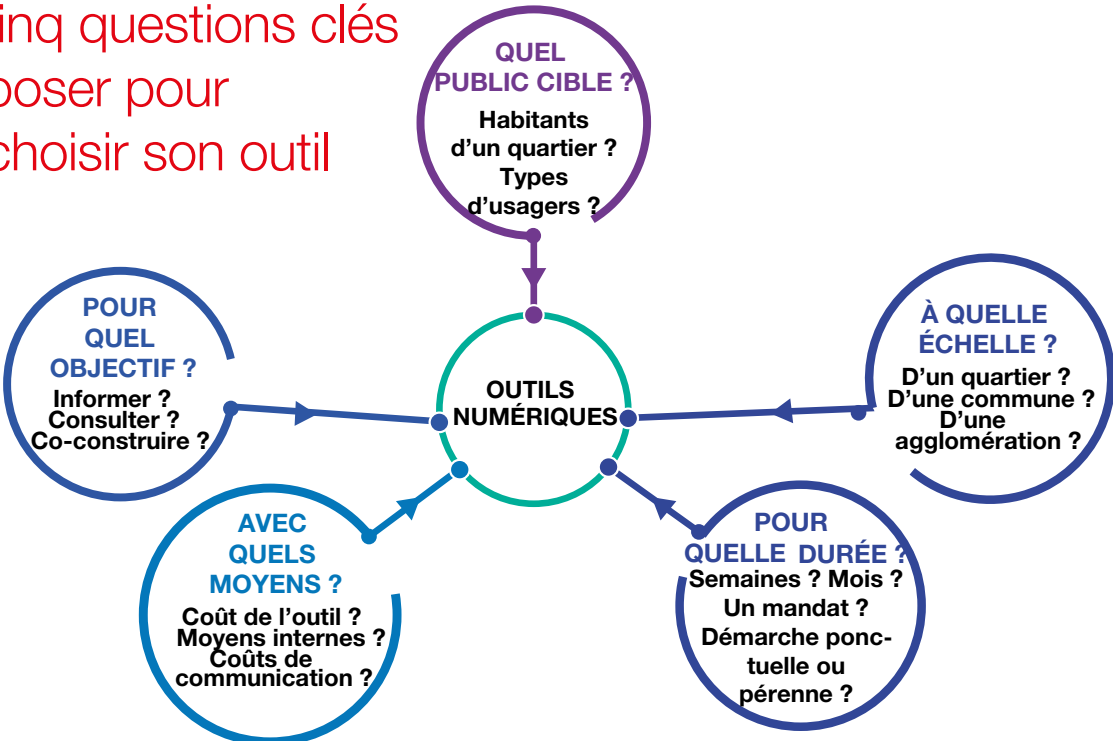 inq questions clés
poser pour
choisir son outil
QUEL
PUBLIC CIBLE ?
Habitants
d'un quartier ?
Types
d'usagers ?
POUR
QUEL
OBJECTIF ?
Informer ?
Consulter ?
Co-construire ?
OUTILS
NUMÉRIQUES
À QUELLE
ÉCHELLE ?
D'un quartier ?
D'une commune ?
D'une
agglomération ?
AVEC
QUELS
MOYENS ?
Coût de l'outil ?
Moyens internes ?
Coûts de
communication ?
POUR
QUELLE DURÉE ?
Semaines ? Mois ?
Un mandat ?
Démarche ponc-
tuelle ou
pérenne ?